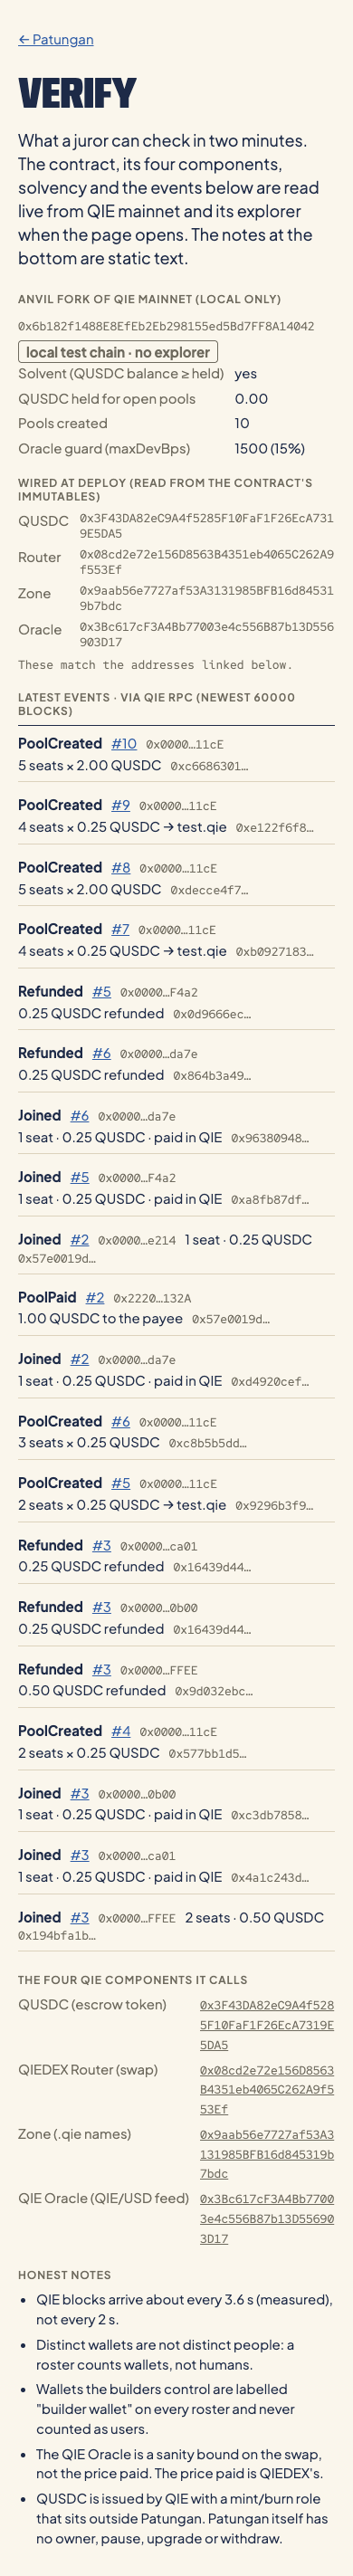 ← Patungan
VERIFY
What a juror can check in two minutes.
The contract, its four components,
solvency and the events below are read
live from QIE mainnet and its explorer
when the page opens. The notes at the
bottom are static text.
ANVIL FORK OF QIE MAINNET (LOCAL ONLY)
0x6b182f1488E8EfEb2Eb298155ed5Bd7FF8A14042
local test chain · no explorer
Solvent (QUSDC balance ≥ held) yes
QUSDC held for open pools 0.00
Pools created 10
Oracle guard (maxDevBps) 1500 (15%)
WIRED AT DEPLOY (READ FROM THE CONTRACT'S
IMMUTABLES)
QUSDC 0x3F43DA82eC9A4f5285F10FaF1F26EcA731
9E5DA5
Router 0x08cd2e72e156D8563B4351eb4065C262A9
f553Ef
Zone 0x9aab56e7727af53A3131985BFB16d84531
9b7bdc
Oracle 0x3Bc617cF3A4Bb77003e4c556B87b13D556
903D17
These match the addresses linked below.
LATEST EVENTS · VIA QIE RPC (NEWEST 60000
BLOCKS)
PoolCreated #10 0x0000…11cE
5 seats × 2.00 QUSDC 0xc6686301…
PoolCreated #9 0x0000…11cE
4 seats × 0.25 QUSDC → test.qie 0xe122f6f8…
PoolCreated #8 0x0000…11cE
5 seats × 2.00 QUSDC 0xdecce4f7…
PoolCreated #7 0x0000…11cE
4 seats × 0.25 QUSDC → test.qie 0xb0927183…
Refunded #5 0x0000…F4a2
0.25 QUSDC refunded 0x0d9666ec…
Refunded #6 0x0000…da7e
0.25 QUSDC refunded 0x864b3a49…
Joined #6 0x0000…da7e
1 seat · 0.25 QUSDC · paid in QIE 0x96380948…
Joined #5 0x0000…F4a2
1 seat · 0.25 QUSDC · paid in QIE 0xa8fb87df…
Joined #2 0x0000…e214 1 seat · 0.25 QUSDC
0x57e0019d…
PoolPaid #2 0x2220…132A
1.00 QUSDC to the payee 0x57e0019d…
Joined #2 0x0000…da7e
1 seat · 0.25 QUSDC · paid in QIE 0xd4920cef…
PoolCreated #6 0x0000…11cE
3 seats × 0.25 QUSDC 0xc8b5b5dd…
PoolCreated #5 0x0000…11cE
2 seats × 0.25 QUSDC → test.qie 0x9296b3f9…
Refunded #3 0x0000…ca01
0.25 QUSDC refunded 0x16439d44…
Refunded #3 0x0000…0b00
0.25 QUSDC refunded 0x16439d44…
Refunded #3 0x0000…FFEE
0.50 QUSDC refunded 0x9d032ebc…
PoolCreated #4 0x0000…11cE
2 seats × 0.25 QUSDC 0x577bb1d5…
Joined #3 0x0000…0b00
1 seat · 0.25 QUSDC · paid in QIE 0xc3db7858…
Joined #3 0x0000…ca01
1 seat · 0.25 QUSDC · paid in QIE 0x4a1c243d…
Joined #3 0x0000…FFEE 2 seats · 0.50 QUSDC
0x194bfa1b…
THE FOUR QIE COMPONENTS IT CALLS
QUSDC (escrow token) 0x3F43DA82eC9A4f528
5F10FaF1F26EcA7319E
5DA5
QIEDEX Router (swap) 0x08cd2e72e156D8563
B4351eb4065C262A9f5
53Ef
Zone (.qie names) 0x9aab56e7727af53A3
131985BFB16d845319b
7bdc
QIE Oracle (QIE/USD feed) 0x3Bc617cF3A4Bb7700
3e4c556B87b13D55690
3D17
HONEST NOTES
• QIE blocks arrive about every 3.6 s (measured),
not every 2 s.
• Distinct wallets are not distinct people: a
roster counts wallets, not humans.
• Wallets the builders control are labelled
"builder wallet" on every roster and never
counted as users.
• The QIE Oracle is a sanity bound on the swap,
not the price paid. The price paid is QIEDEX's.
• QUSDC is issued by QIE with a mint/burn role
that sits outside Patungan. Patungan itself has
no owner, pause, upgrade or withdraw.